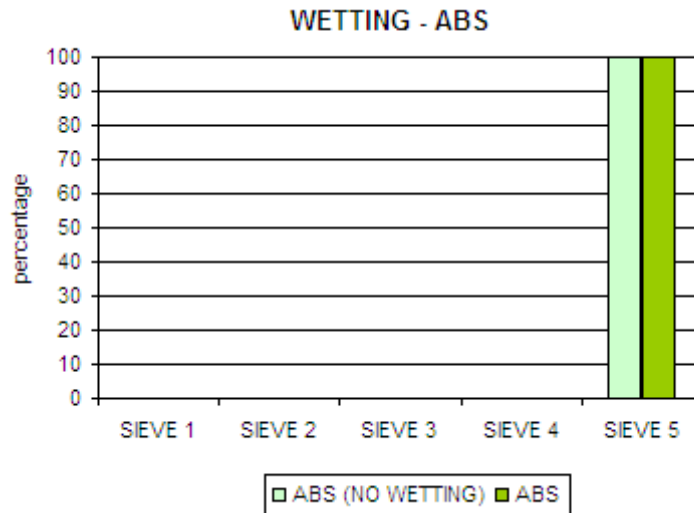 WETTING - ABS
percentage
100
90
80
70
60
50
40
30
20
10
0
SIEVE 1 SIEVE 2 SIEVE 3 SIEVE 4 SIEVE 5
ABS (NO WETTING) ABS